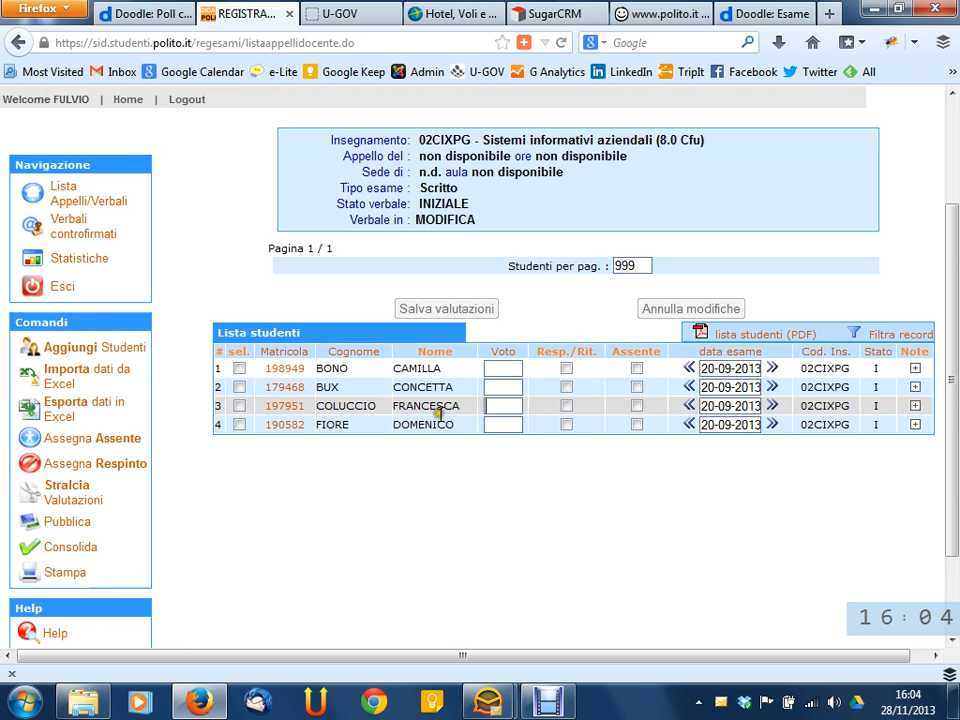 Firefox
Doodle: Poll c...
REGISTRA...
U-GOV
Hotel, Voli e ...
SugarCRM
www.polito.it ...
Doodle: Esame
https://sid.studenti.polito.it/regesami/listaappellidocente.do
Google
Most Visited
Inbox
Google Calendar
e-Lite
Google Keep
Admin
U-GOV
G Analytics
LinkedIn
TripIt
Facebook
Twitter
All
Welcome FULVIO | Home | Logout
Insegnamento: 02CIXPG - Sistemi informativi aziendali (8.0 Cfu)
Appello del : non disponibile ore non disponibile
Sede di : n.d. aula non disponibile
Tipo esame : Scritto
Stato verbale: INIZIALE
Verbale in : MODIFICA
Navigazione
Lista
Appelli/Verbali
Verbali
controfirmati
Statistiche
Esci
Comandi
Aggiungi Studenti
Importa dati da
Excel
Esporta dati in
Excel
Assegna Assente
Assegna Respinto
Stralcia
Valutazioni
Pubblica
Consolida
Stampa
Help
Help
Pagina 1 / 1
Studenti per pag. : 999
Salva valutazioni
Annulla modifiche
Lista studenti
lista studenti (PDF)
Filtra record
# sel. Matricola Cognome Nome Voto Resp./Rit. Assente data esame Cod. Ins. Stato Note
1 198949 BONO CAMILLA 20-09-2013 02CIXPG I
2 179468 BUX CONCETTA 20-09-2013 02CIXPG I
3 197951 COLUCCIO FRANCESCA 20-09-2013 02CIXPG I
4 190582 FIORE DOMENICO 20-09-2013 02CIXPG I
16:04
16:04
28/11/2013